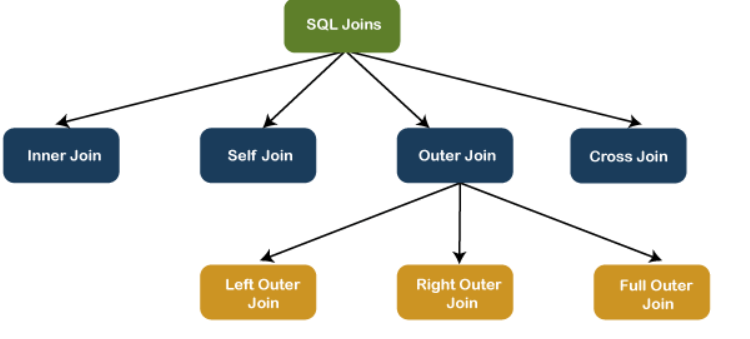 SQL Joins
Inner Join
Self Join
Outer Join
Cross Join
Left Outer
Join
Right Outer
Join
Full Outer
Join